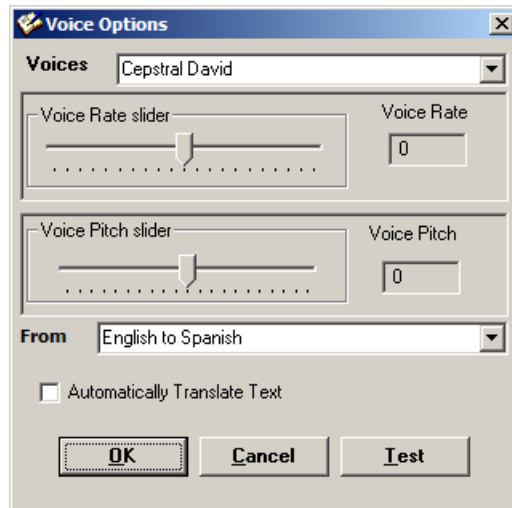 Voice Options
Voices Cepstral David
Voice Rate slider Voice Rate
0
Voice Pitch slider Voice Pitch
0
From English to Spanish
Automatically Translate Text
OK Cancel Test